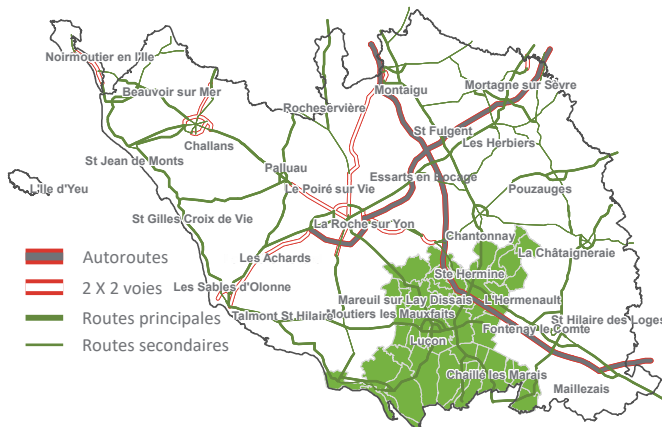 Noirmoutier en l'Ile
Beauvoir sur Mer
Montaigu
Mortagne sur Sèvre
Rocheservière
Challans
St Fulgent
Les Herbiers
St Jean de Monts
Palluau
Essarts en Bocage
L'Ile d'Yeu
Le Poiré sur Vie
Pouzauges
St Gilles Croix de Vie
La Roche sur Yon
Chantonnay
La Châtaigneraie
Autoroutes
Les Achards
Ste Hermine
2 X 2 voies
Les Sables d'Olonne
Mareuil sur Lay Dissais
L'Hermenault
Routes principales
Talmont St Hilaire
Moutiers les Mauxfaits
St Hilaire des Loges
Fontenay le Comte
Routes secondaires
Luçon
Chaillé les Marais
Maillezais